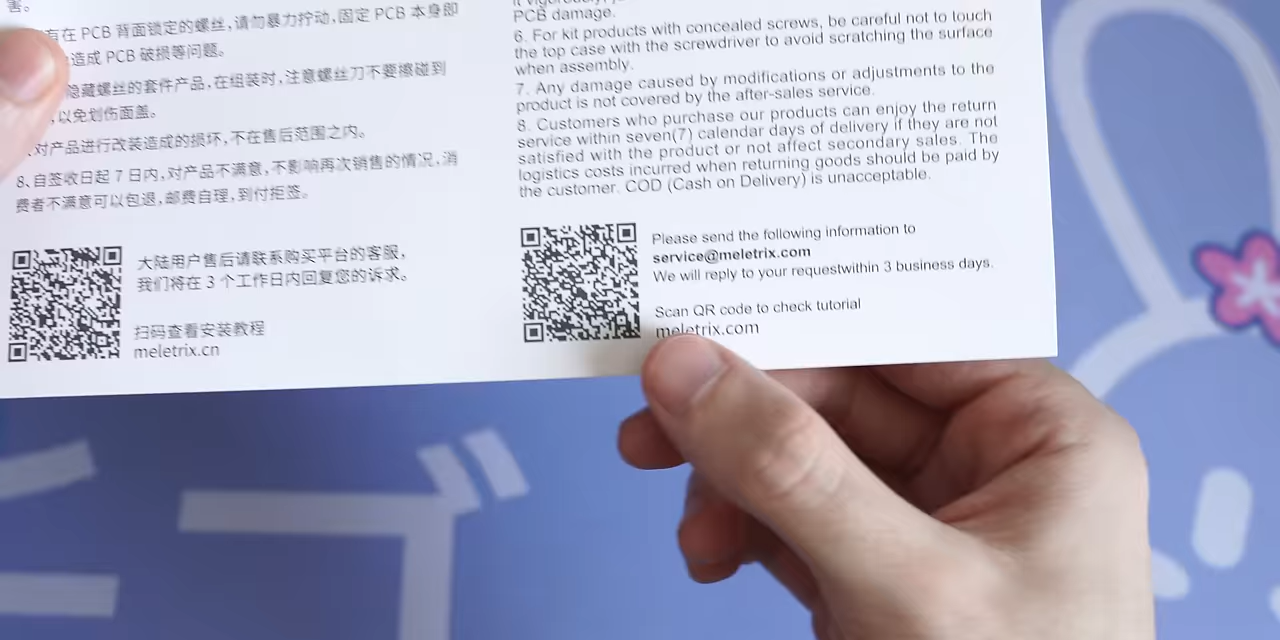 害。
有在 PCB 背面锁定的螺丝,请勿暴力拧动,固定 PCB 本身即
造成 PCB 破损等问题。
隐藏螺丝的套件产品,在组装时,注意螺丝刀不要擦碰到
,以免划伤面盖。
、对产品进行改装造成的损坏,不在售后范围之内。
8、自签收日起 7 日内,对产品不满意,不影响再次销售的情况,消
费者不满意可以包退,邮费自理,到付拒签。
大陆用户售后请联系购买平台的客服,
我们将在 3 个工作日内回复您的诉求。
扫码查看安装教程
meletrix.cn
PCB damage.
6. For kit products with concealed screws, be careful not to touch
the top case with the screwdriver to avoid scratching the surface
when assembly.
7. Any damage caused by modifications or adjustments to the
product is not covered by the after-sales service.
8. Customers who purchase our products can enjoy the return
service within seven(7) calendar days of delivery if they are not
satisfied with the product or not affect secondary sales. The
logistics costs incurred when returning goods should be paid by
the customer. COD (Cash on Delivery) is unacceptable.
Please send the following information to
service@meletrix.com
We will reply to your requestwithin 3 business days.
Scan QR code to check tutorial
meletrix.com